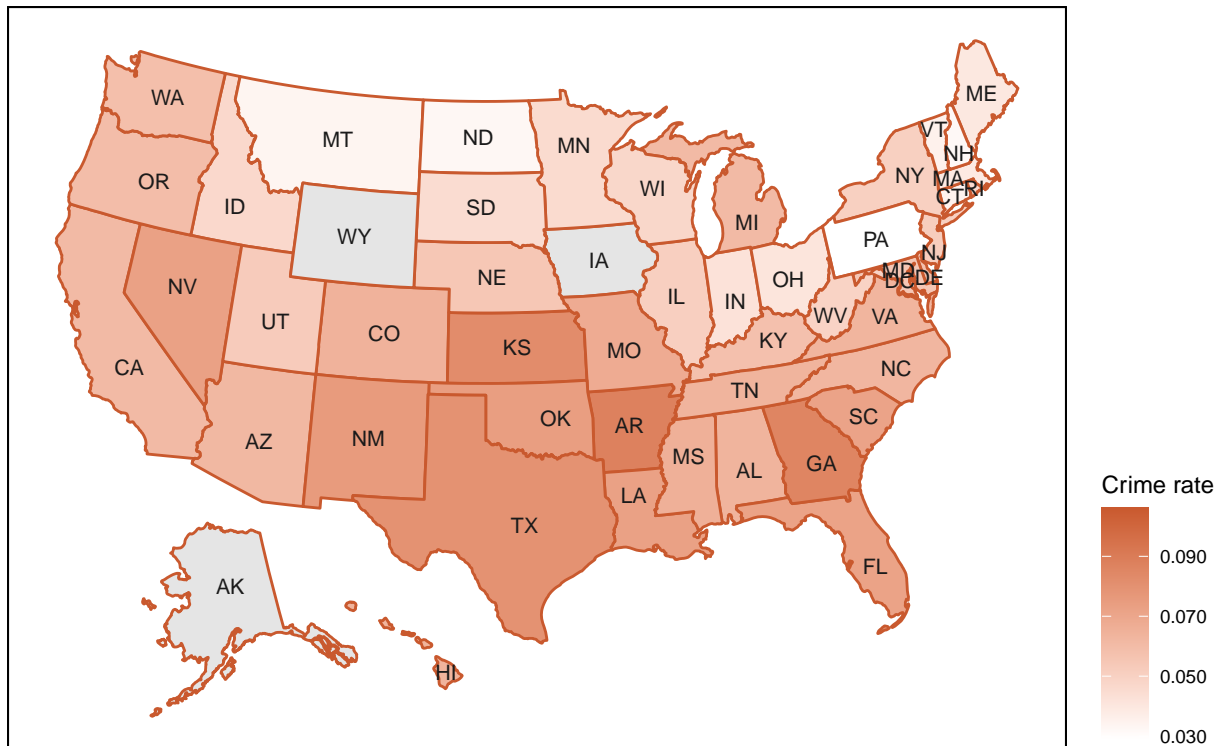 WA
MT
ND
MN
ME
VT
NH
OR
ID
SD
WI
MI
NY
MA
RI
CT
WY
IA
PA
NJ
NV
NE
OH
MD
DE
DC
UT
CO
IL
IN
WV
VA
KS
MO
KY
CA
TN
NC
AZ
NM
OK
AR
SC
MS
AL
GA
LA
TX
FL
AK
HI
Crime rate
0.090
0.070
0.050
0.030